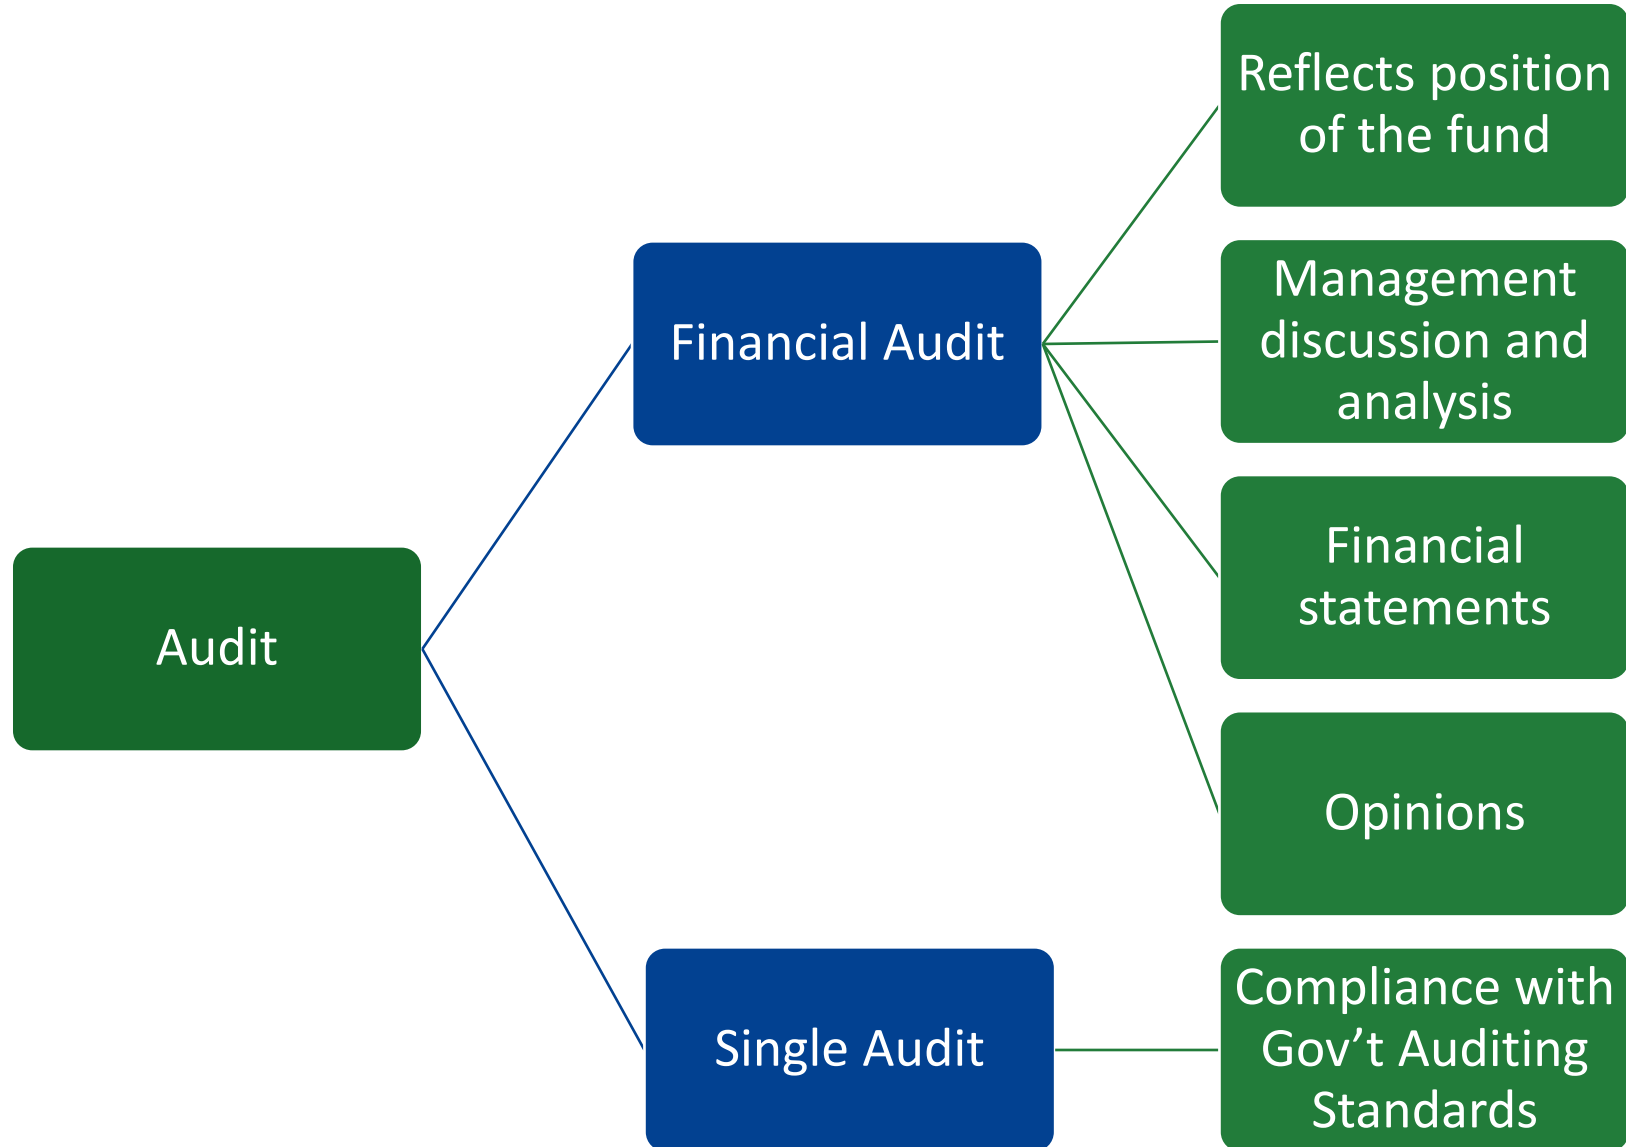 Audit
Financial Audit
Reflects position
of the fund
Management
discussion and
analysis
Financial
statements
Opinions
Single Audit
Compliance with
Gov’t Auditing
Standards